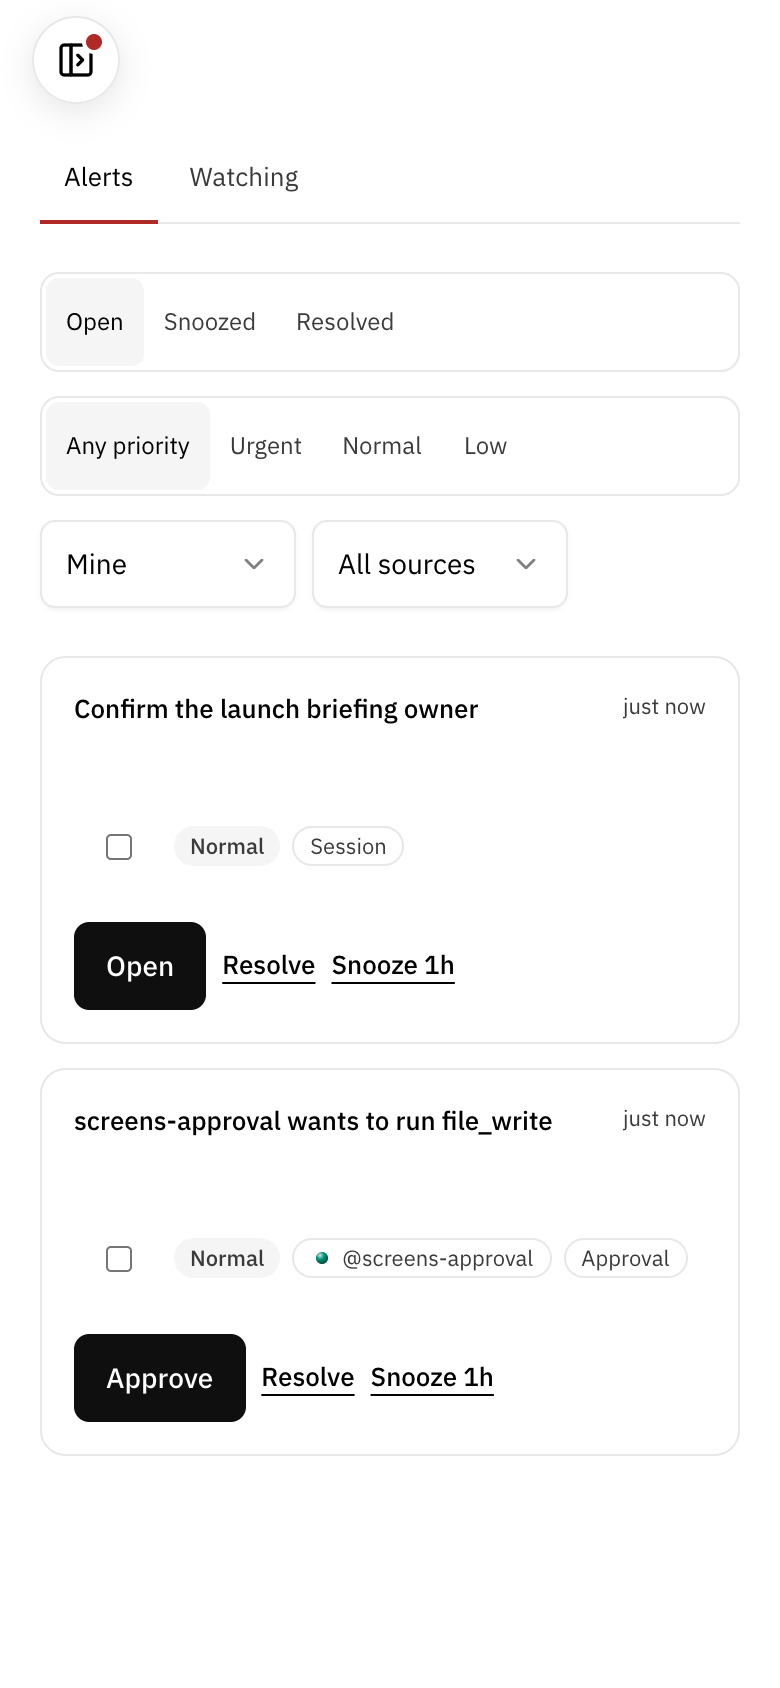 Alerts Watching
Open Snoozed Resolved
Any priority Urgent Normal Low
Mine All sources
Confirm the launch briefing owner just now
Normal Session
Open Resolve Snooze 1h
screens-approval wants to run file_write just now
Normal @screens-approval Approval
Approve Resolve Snooze 1h